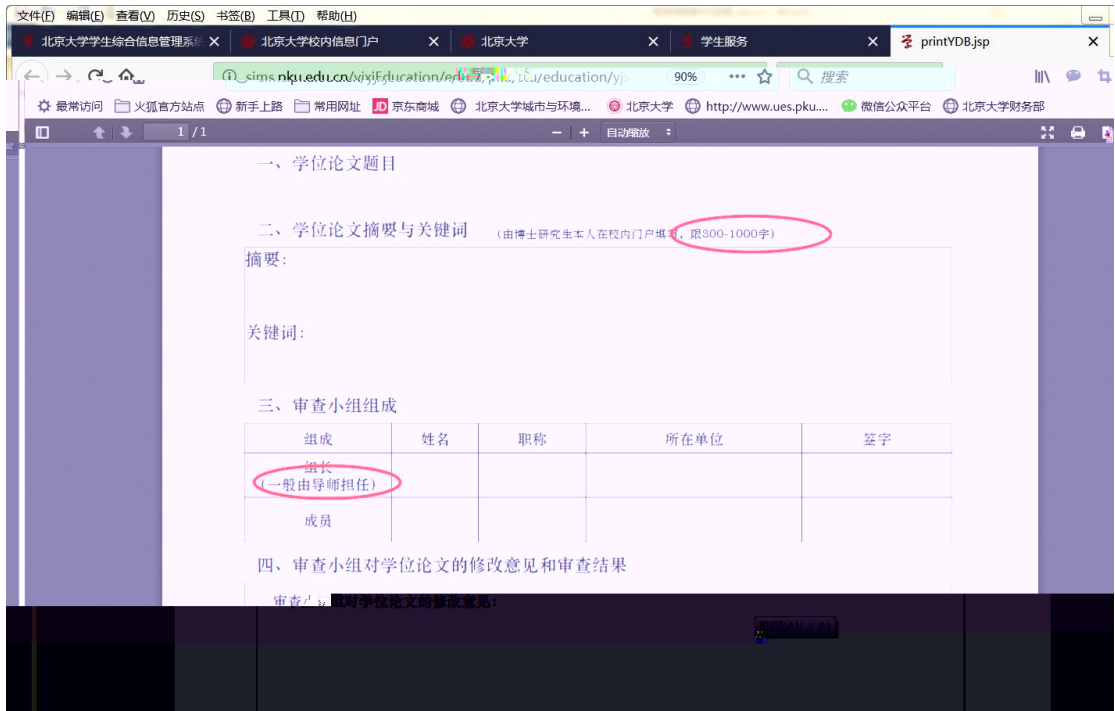 文件(F) 编辑(E) 查看(V) 历史(S) 书签(B) 工具(T) 帮助(H)
北京大学学生综合信息管理系统 × 北京大学校内信息门户 × 北京大学 × 学生服务 × printYDB.jsp ×
90% 搜索
最常访问 火狐官方站点 新手上路 常用网址 JD 京东商城 北京大学城市与环境... 北京大学 http://www.ues.pku.... 微信公众平台 北京大学财务部
1 / 1 自动缩放
一、学位论文题目
二、学位论文摘要与关键词 (由博士研究生本人在校内门户填写，限800-1000字)
摘要:
关键词:
三、审查小组组成
组成 姓名 职称 所在单位 签字
组长
(一般由导师担任)
成员
四、审查小组对学位论文的修改意见和审查结果
审查小组对学位论文的修改意见: